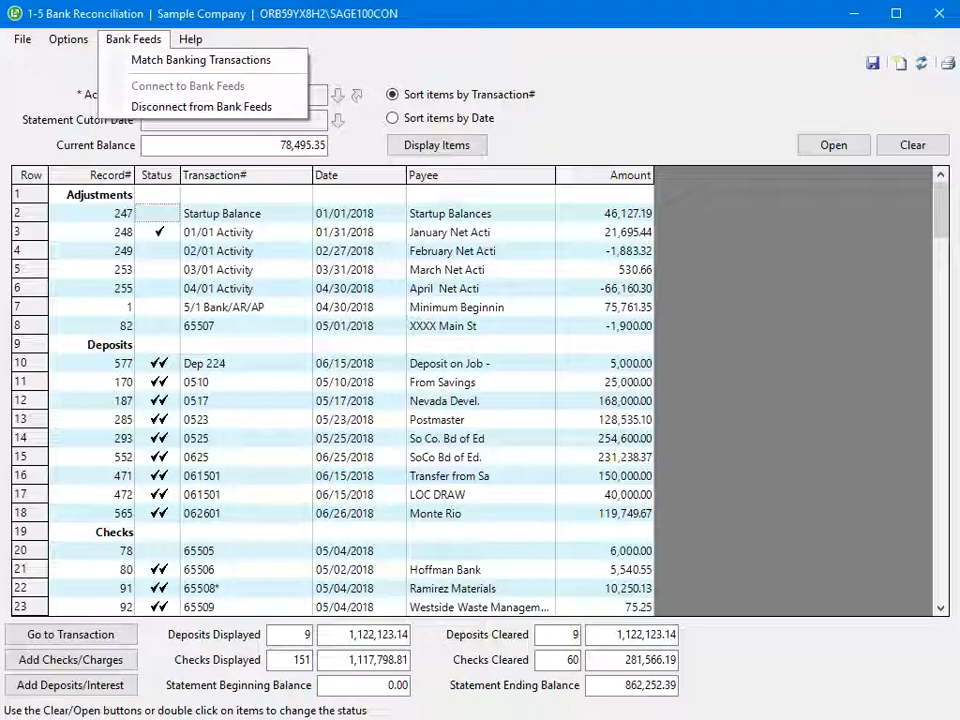 1-5 Bank Reconciliation | Sample Company | ORB59YX8H2\SAGE100CON
File Options Bank Feeds Help
Match Banking Transactions
Connect to Bank Feeds
Disconnect from Bank Feeds
* Ac
Statement Cutoff Date
Current Balance 78,495.35
Sort items by Transaction#
Sort items by Date
Display Items Open Clear
Row Record# Status Transaction# Date Payee Amount
1 Adjustments
2 247 Startup Balance 01/01/2018 Startup Balances 46,127.19
3 248 ✓ 01/01 Activity 01/31/2018 January Net Acti 21,695.44
4 249 02/01 Activity 02/27/2018 February Net Acti -1,883.32
5 253 03/01 Activity 03/31/2018 March Net Acti 530.66
6 255 04/01 Activity 04/30/2018 April Net Acti -66,160.30
7 1 5/1 Bank/AR/AP 04/30/2018 Minimum Beginnin 75,761.35
8 82 65507 05/01/2018 XXXX Main St -1,900.00
9 Deposits
10 577 ✓✓ Dep 224 06/15/2018 Deposit on Job - 5,000.00
11 170 ✓✓ 0510 05/10/2018 From Savings 25,000.00
12 187 ✓✓ 0517 05/17/2018 Nevada Devel. 168,000.00
13 285 ✓✓ 0523 05/23/2018 Postmaster 128,535.10
14 293 ✓✓ 0525 05/25/2018 So Co. Bd of Ed 254,600.00
15 552 ✓✓ 0625 06/25/2018 SoCo Bd of Ed. 231,238.37
16 471 ✓✓ 061501 06/15/2018 Transfer from Sa 150,000.00
17 472 ✓✓ 061501 06/15/2018 LOC DRAW 40,000.00
18 565 ✓✓ 062601 06/26/2018 Monte Rio 119,749.67
19 Checks
20 78 65505 05/04/2018 6,000.00
21 80 ✓✓ 65506 05/02/2018 Hoffman Bank 5,540.55
22 91 ✓✓ 65508* 05/04/2018 Ramirez Materials 10,250.13
23 92 ✓✓ 65509 05/04/2018 Westside Waste Managem... 75.25
Go to Transaction Deposits Displayed 9 1,122,123.14 Deposits Cleared 9 1,122,123.14
Add Checks/Charges Checks Displayed 151 1,117,798.81 Checks Cleared 60 281,566.19
Add Deposits/Interest Statement Beginning Balance 0.00 Statement Ending Balance 862,252.39
Use the Clear/Open buttons or double click on items to change the status